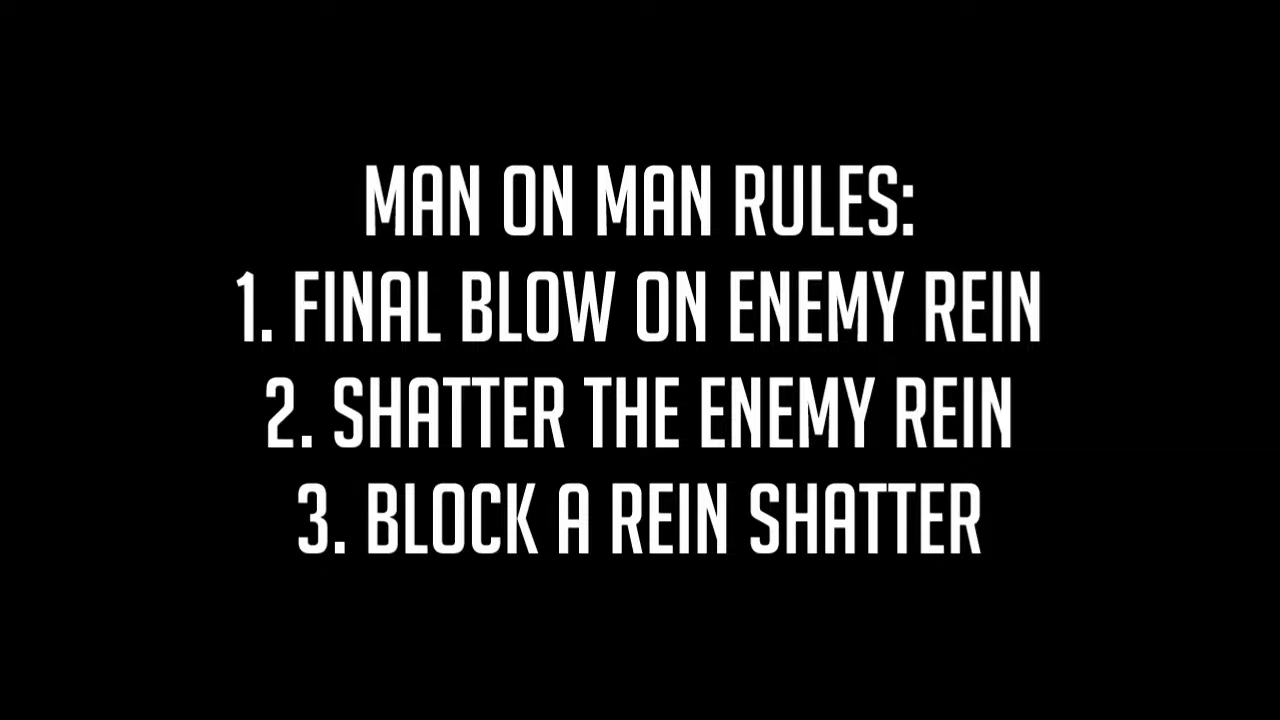 MAN ON MAN RULES:
1. FINAL BLOW ON ENEMY REIN
2. SHATTER THE ENEMY REIN
3. BLOCK A REIN SHATTER